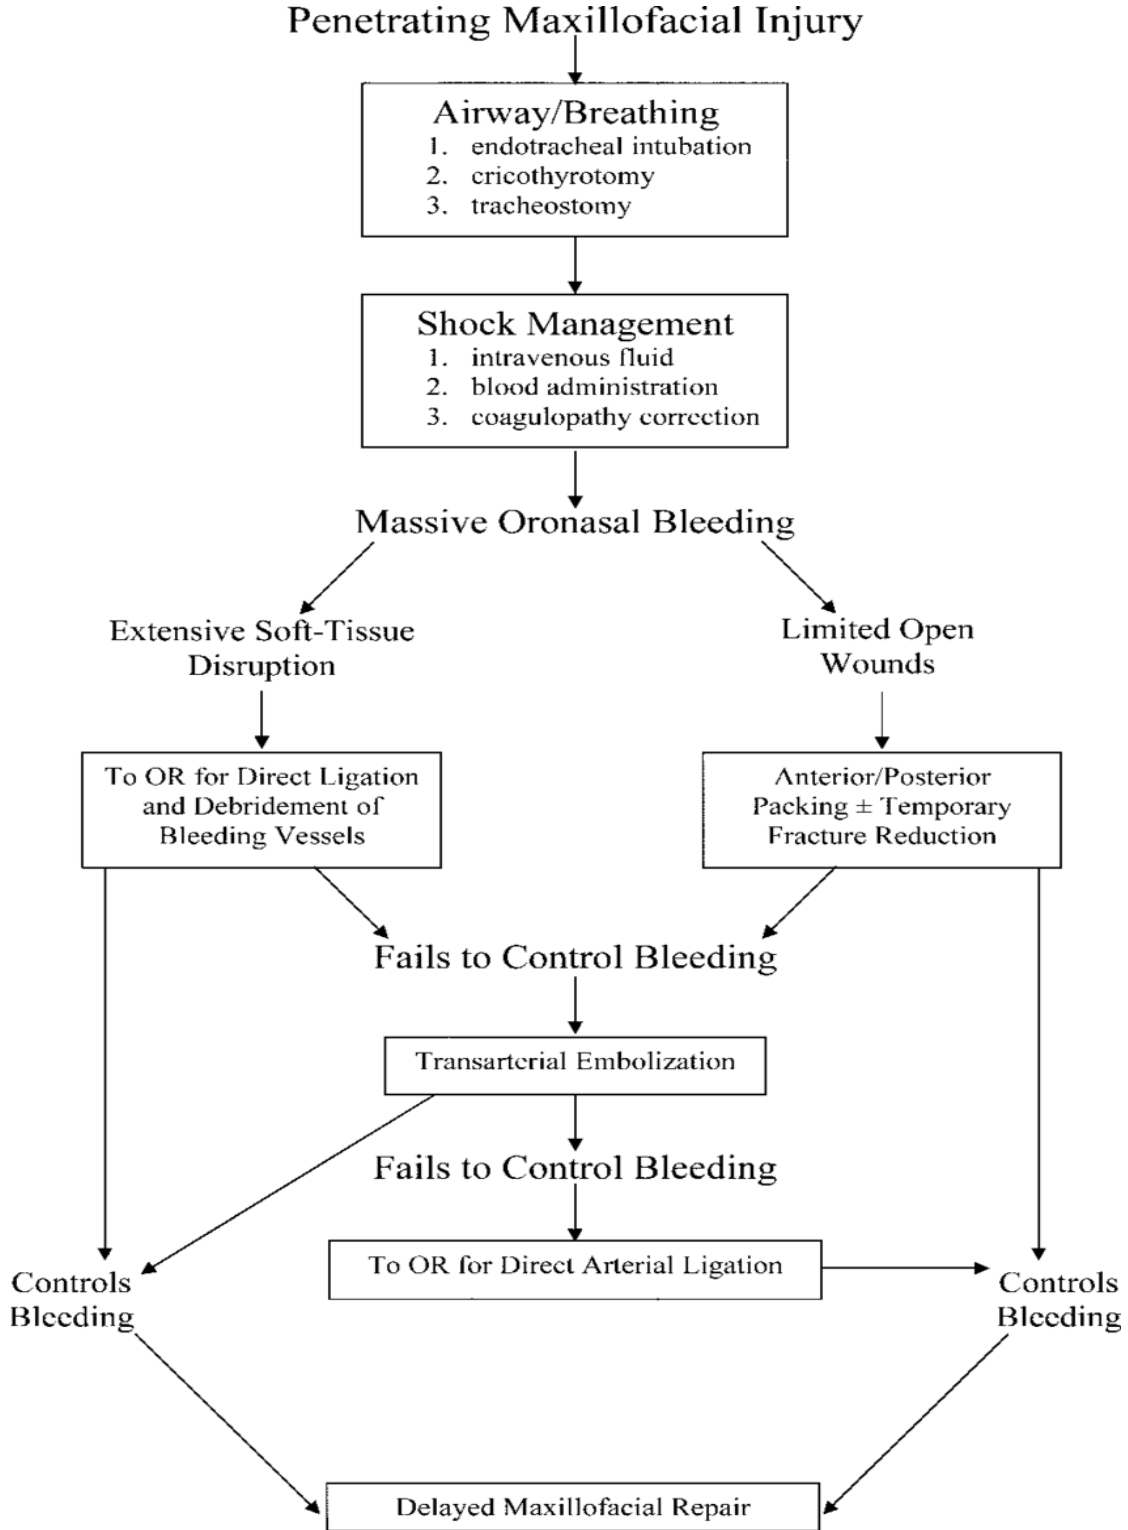 Penetrating Maxillofacial Injury
Airway/Breathing
1. endotracheal intubation
2. cricothyrotomy
3. tracheostomy
Shock Management
1. intravenous fluid
2. blood administration
3. coagulopathy correction
Massive Oronasal Bleeding
Extensive Soft-Tissue
Disruption
Limited Open
Wounds
To OR for Direct Ligation
and Debridement of
Bleeding Vessels
Anterior/Posterior
Packing ± Temporary
Fracture Reduction
Fails to Control Bleeding
Transarterial Embolization
Fails to Control Bleeding
To OR for Direct Arterial Ligation
Controls
Bleeding
Controls
Bleeding
Delayed Maxillofacial Repair